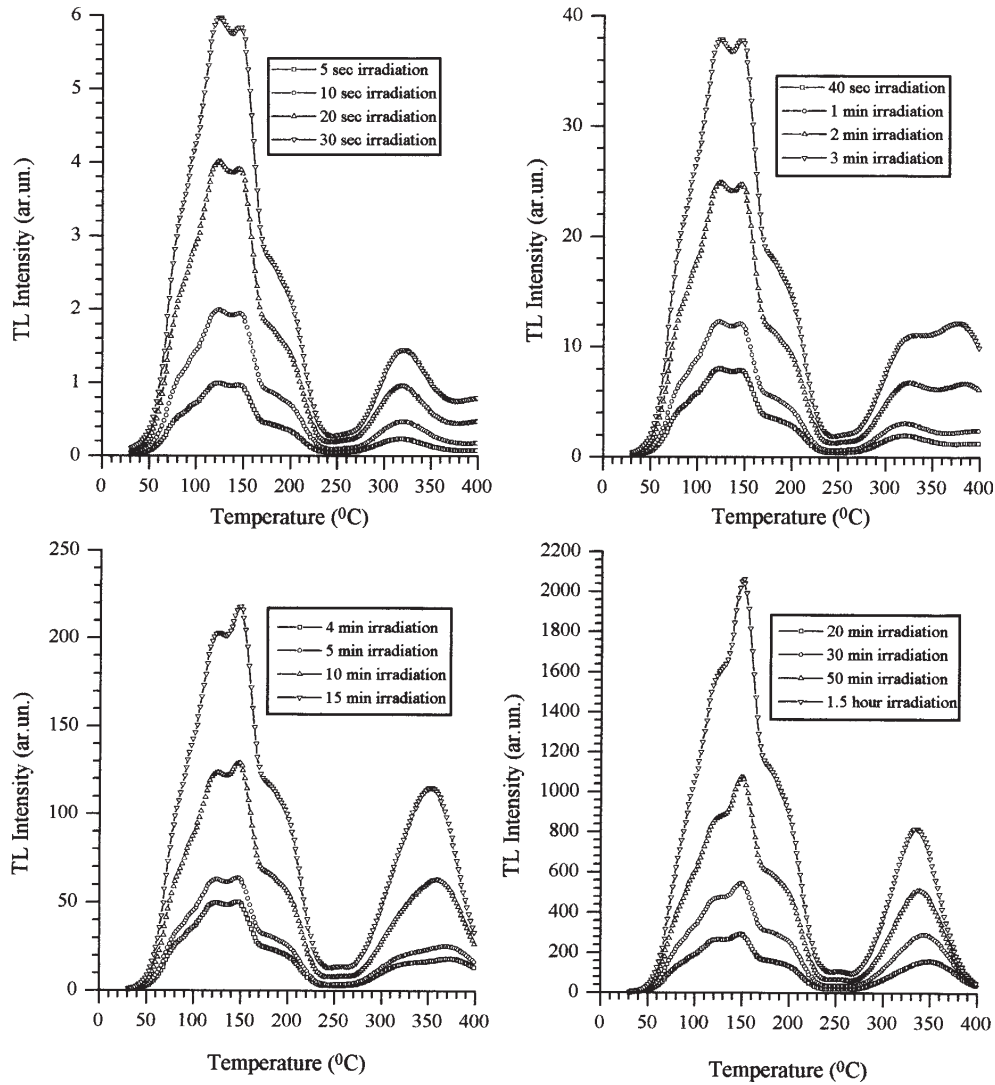 6
5
4
3
2
1
0
TL Intensity (ar.un.)
5 sec irradiation
10 sec irradiation
20 sec irradiation
30 sec irradiation
0 50 100 150 200 250 300 350 400
Temperature (⁰C)
40
30
20
10
0
TL Intensity (ar.un.)
40 sec irradiation
1 min irradiation
2 min irradiation
3 min irradiation
0 50 100 150 200 250 300 350 400
Temperature (⁰C)
250
200
150
100
50
0
TL Intensity (ar.un.)
4 min irradiation
5 min irradiation
10 min irradiation
15 min irradiation
0 50 100 150 200 250 300 350 400
Temperature (⁰C)
2200
2000
1800
1600
1400
1200
1000
800
600
400
200
0
TL Intensity (ar.un.)
20 min irradiation
30 min irradiation
50 min irradiation
1.5 hour irradiation
0 50 100 150 200 250 300 350 400
Temperature (⁰C)